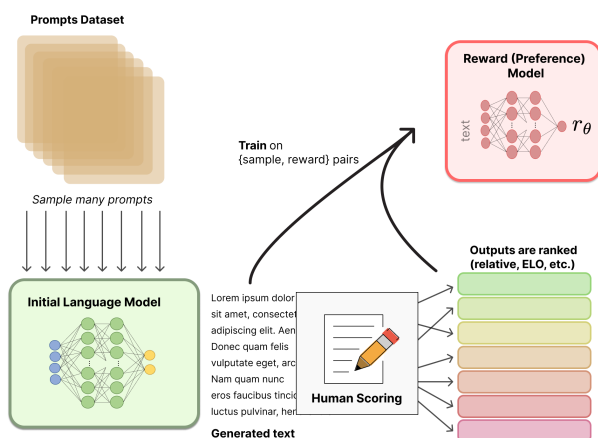 Prompts Dataset
Sample many prompts
Initial Language Model
Train on
{sample, reward} pairs
Reward (Preference)
Model
text
rθ
Outputs are ranked
(relative, ELO, etc.)
Lorem ipsum dolor
sit amet, consectet
adipiscing elit. Aen
Donec quam felis
vulputate eget, arc
Nam quam nunc
eros faucibus tincid
luctus pulvinar, her
Generated text
Human Scoring